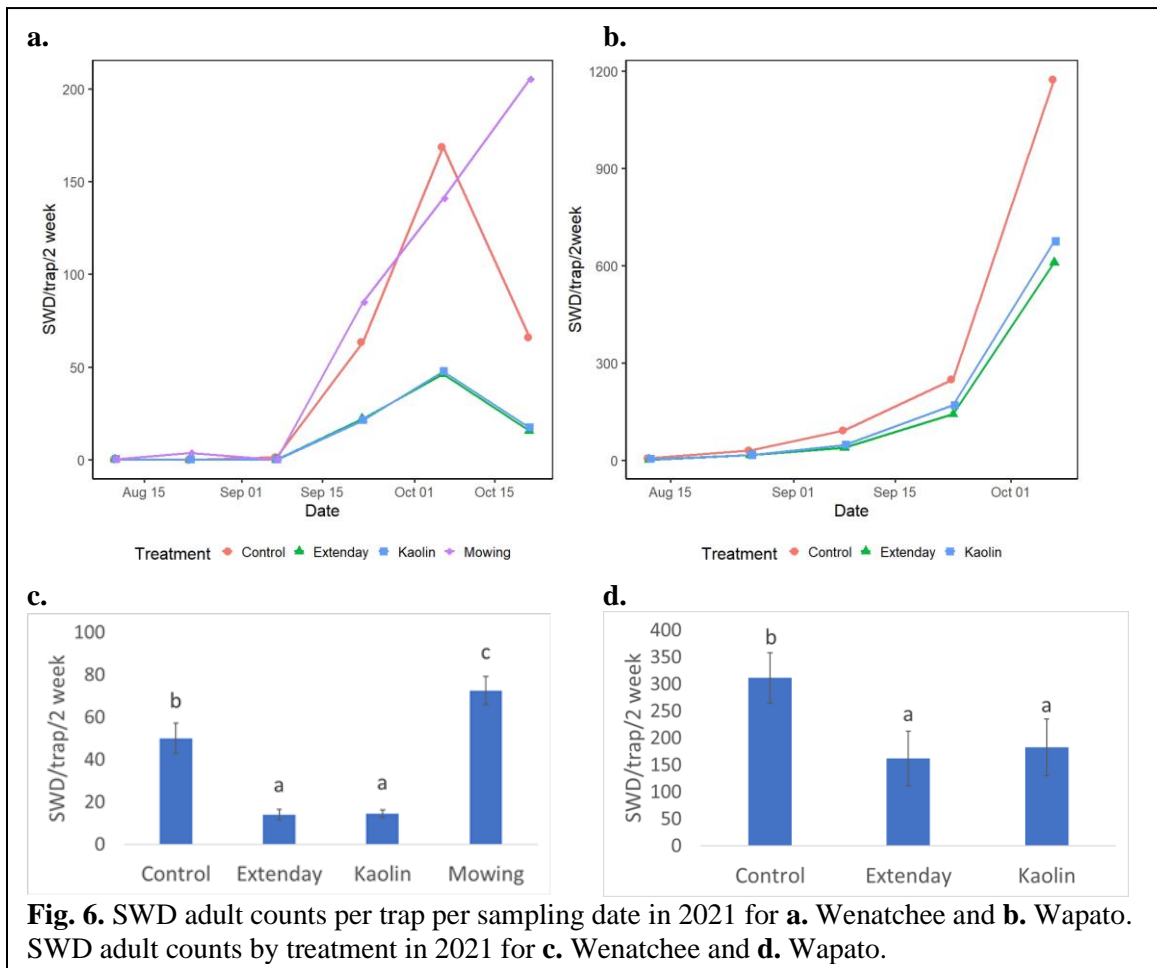 a.
200
150
100
50
0
SWD/trap/2 week
Aug 15
Sep 01
Sep 15
Oct 01
Oct 15
Date
Treatment Control Extenday Kaolin Mowing
b.
1200
900
600
300
0
SWD/trap/2week
Aug 15
Sep 01
Sep 15
Oct 01
Date
Treatment Control Extenday Kaolin
c.
100
80
60
40
20
0
SWD/trap/2 week
b
a
a
c
Control Extenday Kaolin Mowing
d.
400
350
300
250
200
150
100
50
0
SWD/trap/2 week
b
a
a
Control Extenday Kaolin
Fig. 6. SWD adult counts per trap per sampling date in 2021 for a. Wenatchee and b. Wapato.
SWD adult counts by treatment in 2021 for c. Wenatchee and d. Wapato.